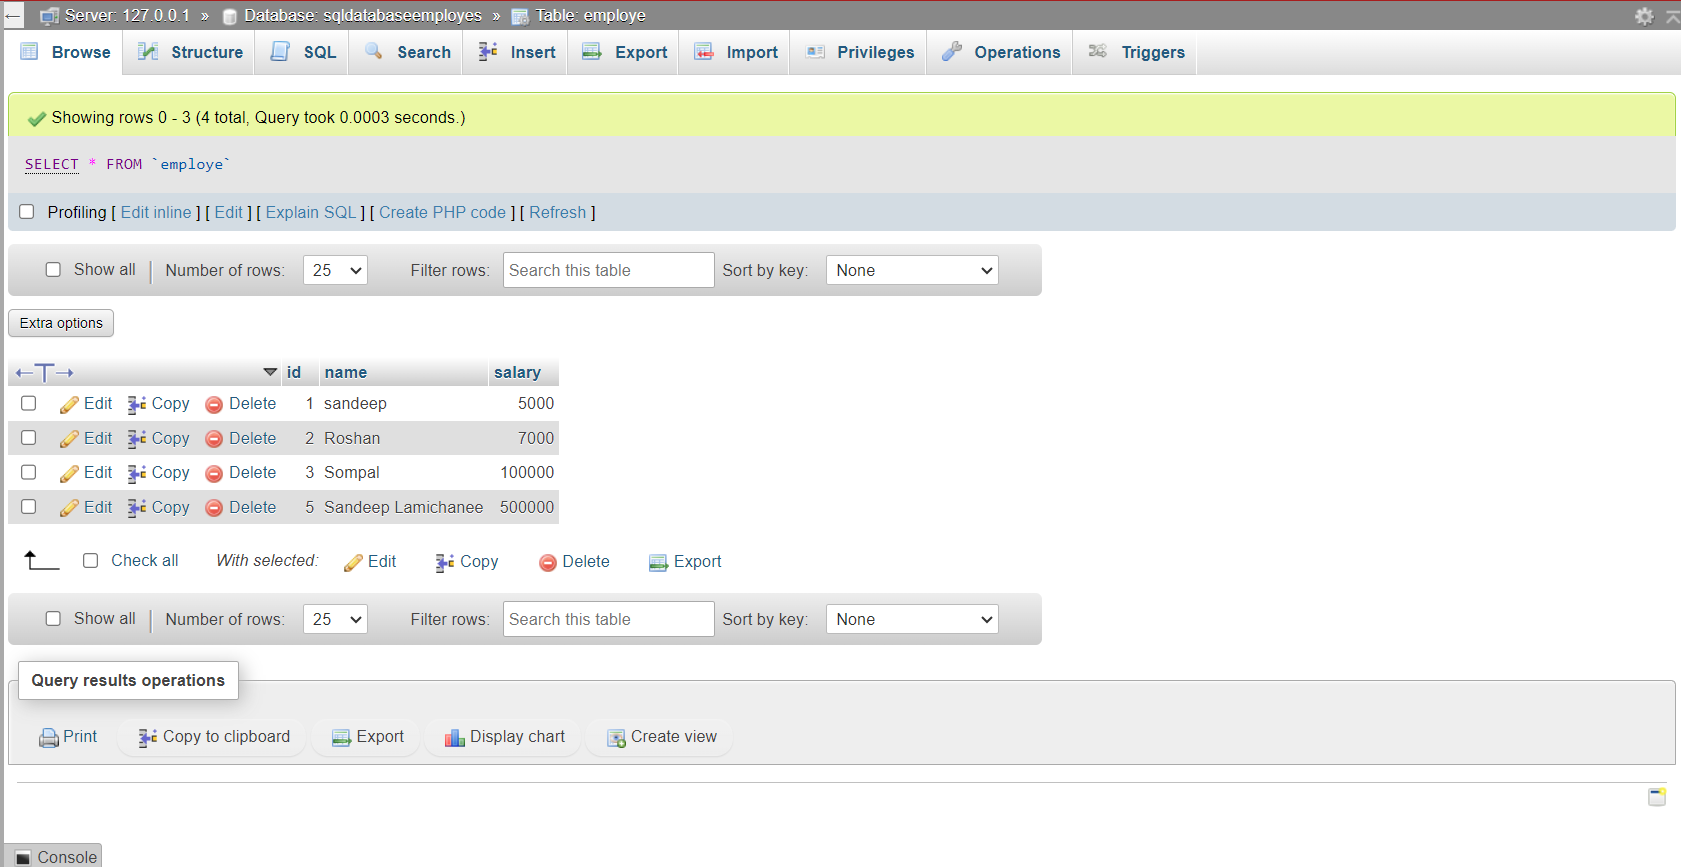 Server: 127.0.0.1 » Database: sqldatabaseemployes » Table: employe
Browse Structure SQL Search Insert Export Import Privileges Operations Triggers
Showing rows 0 - 3 (4 total, Query took 0.0003 seconds.)
SELECT * FROM `employe`
Profiling [ Edit inline ] [ Edit ] [ Explain SQL ] [ Create PHP code ] [ Refresh ]
Show all Number of rows: 25 Filter rows: Search this table Sort by key: None
Extra options
←T→ id name salary
Edit Copy Delete 1 sandeep 5000
Edit Copy Delete 2 Roshan 7000
Edit Copy Delete 3 Sompal 100000
Edit Copy Delete 5 Sandeep Lamichanee 500000
Check all With selected: Edit Copy Delete Export
Show all Number of rows: 25 Filter rows: Search this table Sort by key: None
Query results operations
Print Copy to clipboard Export Display chart Create view
Console